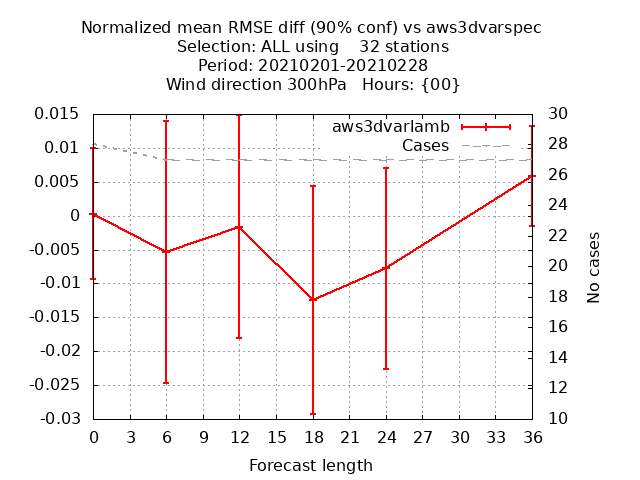 Normalized mean RMSE diff (90% conf) vs aws3dvarspec
Selection: ALL using    32 stations
Period: 20210201-20210228
Wind direction 300hPa   Hours: {00}
aws3dvarlamb
Cases
0.015
0.01
0.005
0
-0.005
-0.01
-0.015
-0.02
-0.025
-0.03
30
28
26
24
22
20
18
16
14
12
10
No cases
0 3 6 9 12 15 18 21 24 27 30 33 36
Forecast length